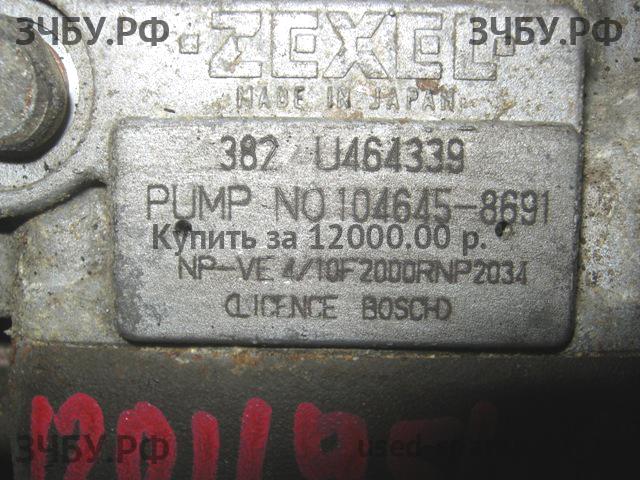 ЗЧБУ.РФ ЗЧБУ.РФ
·ZEXEL·
MADE IN JAPAN
382 U464339
PUMP NO 104645-8691
Купить за 12000.00 р.
NP-VE 4/10F2000RNP2034
(LICENCE BOSCH)
ЗЧБУ.РФ